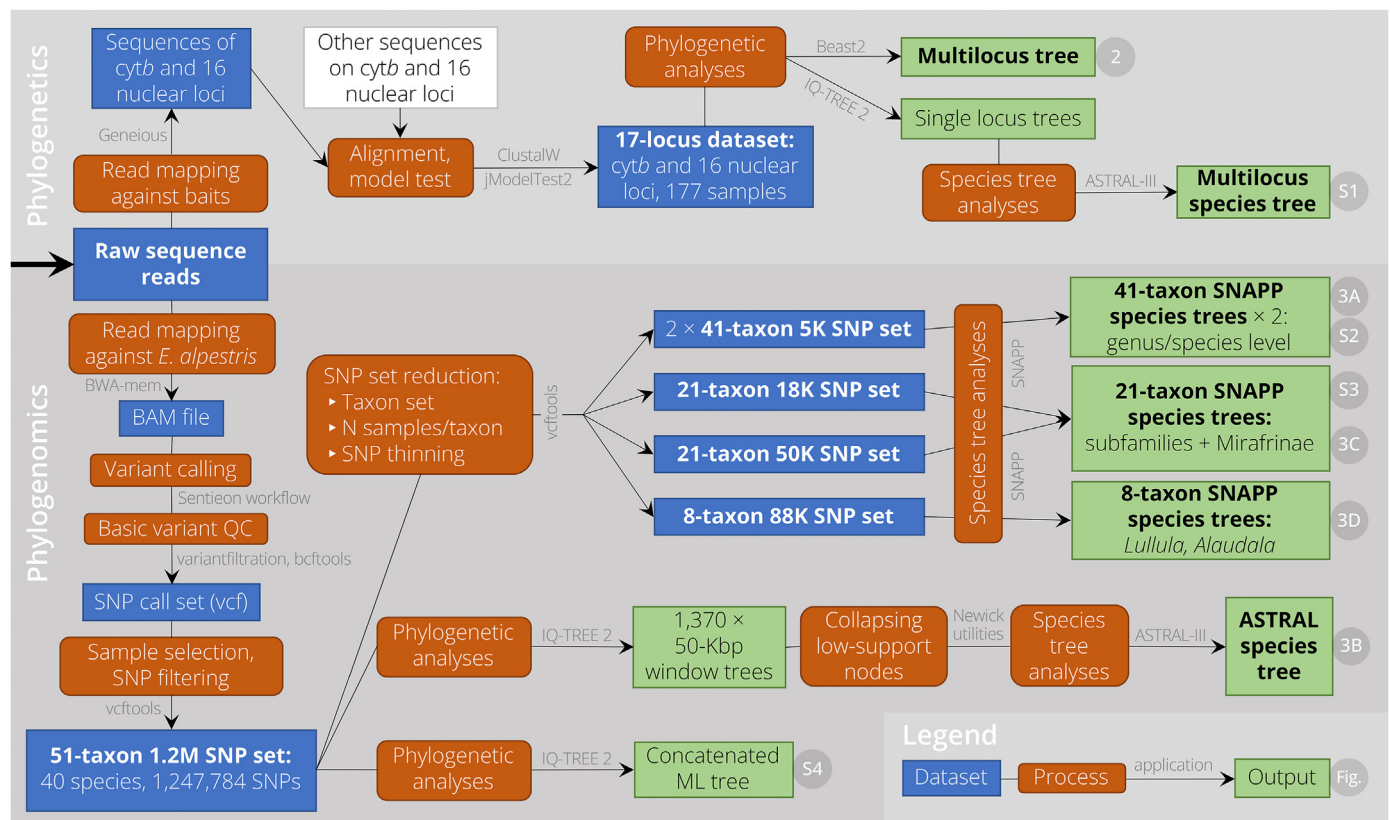 Phylogenetics
Sequences of
cytb and 16
nuclear loci
Other sequences
on cytb and 16
nuclear loci
Geneious
Read mapping
against baits
Alignment,
model test
ClustalW
jModelTest2
Phylogenetic
analyses
17-locus dataset:
cytb and 16 nuclear
loci, 177 samples
Beast2
IQ-TREE 2
Multilocus tree
2
Single locus trees
Species tree
analyses
ASTRAL-III
Multilocus
species tree
S1
Raw sequence
reads
Phylogenomics
Read mapping
against E. alpestris
BWA-mem
BAM file
Variant calling
Sentieon workflow
Basic variant QC
variantfiltration, bcftools
SNP call set (vcf)
Sample selection,
SNP filtering
vcftools
51-taxon 1.2M SNP set:
40 species, 1,247,784 SNPs
SNP set reduction:
▸ Taxon set
▸ N samples/taxon
▸ SNP thinning
vcftools
2 × 41-taxon 5K SNP set
21-taxon 18K SNP set
21-taxon 50K SNP set
8-taxon 88K SNP set
Species tree analyses
SNAPP
SNAPP
41-taxon SNAPP
species trees × 2:
genus/species level
3A
S2
21-taxon SNAPP
species trees:
subfamilies + Mirafrinae
S3
3C
8-taxon SNAPP
species trees:
Lullula, Alaudala
3D
Phylogenetic
analyses
IQ-TREE 2
1,370 ×
50-Kbp
window trees
Collapsing
low-support
nodes
Newick
utilities
Species
tree
analyses
ASTRAL-III
ASTRAL
species
tree
3B
Phylogenetic
analyses
IQ-TREE 2
Concatenated
ML tree
S4
Legend
Dataset
Process
application
Output
Fig.